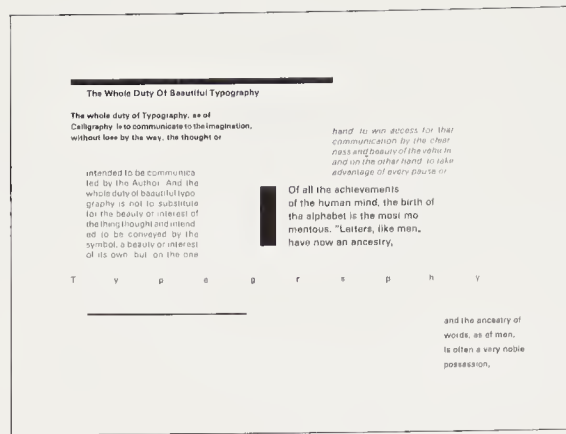 The Whole Duty Of Beautiful Typography
The whole duty of Typography, as of
Calligraphy is to communicate to the imagination,
without lose by the way, the thought or
intended to be communica
ted by the Author. And the
whole duty of beautiful typo
graphy is not to substitute
for the beauty or interest of
the thing thought and intend
ed to be conveyed by the
symbol, a beauty or interest
of its own but on the one
hand to win access for that
communication by the clear
ness and beauty of the vehicle
and on the other hand to take
advantage of every pause or
Of all the achievements
of the human mind, the birth of
the alphabet is the most mo
mentous. "Letters, like men,
have now an ancestry,
T y p e g r a p h y
and the ancestry of
words, as of men,
is often a very noble
possession,